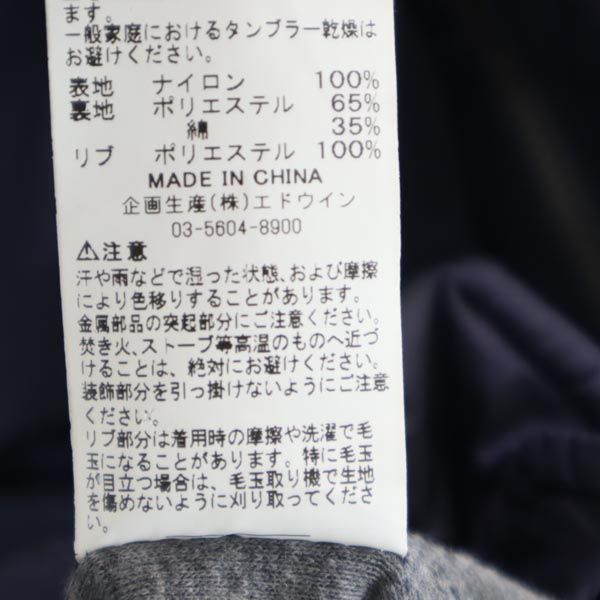 ます。
一般家庭におけるタンブラー乾燥は
お避けください。
表地 ナイロン 100%
裏地 ポリエステル 65%
綿 35%
リブ ポリエステル 100%
MADE IN CHINA
企画生産(株)エドウイン
03-5604-8900
⚠注意
汗や雨などで湿った状態、および摩擦
により色移りすることがあります。
金属部品の突起部分にご注意ください。
焚き火、ストーブ等高温のものへ近づ
けることは、絶対にお避けください。
装飾部分を引っ掛けないようにご注意
ください。
リブ部分は着用時の摩擦や洗濯で毛
玉になることがあります。特に毛玉
が目立つ場合は、毛玉取り機で生地
を傷めないように刈り取ってくださ
い。